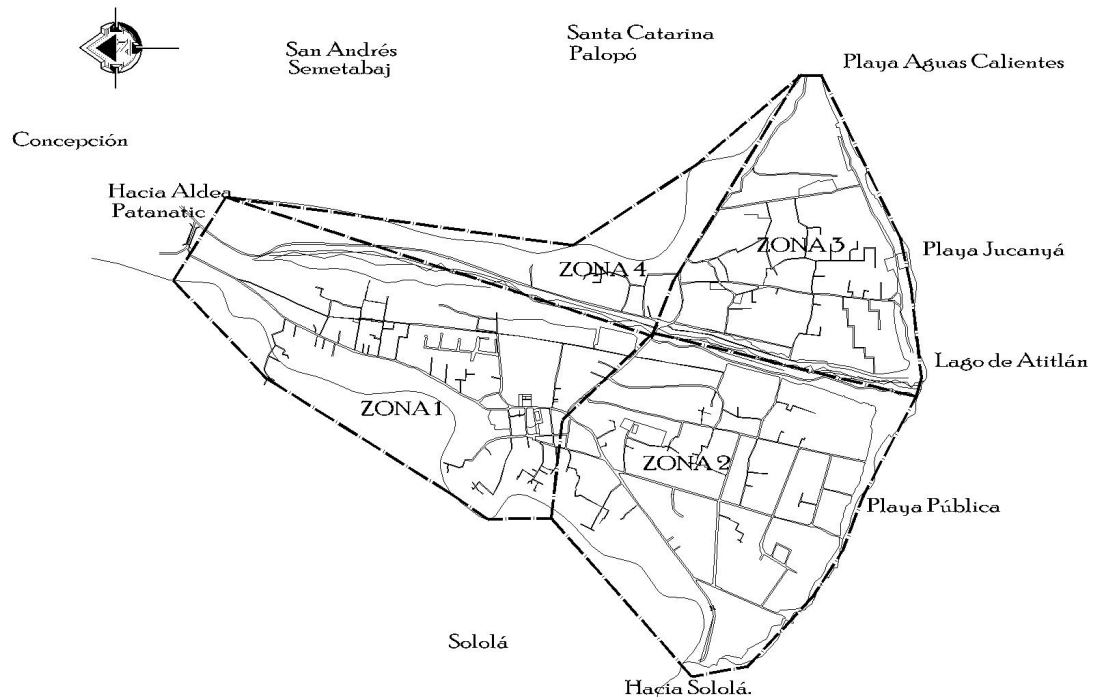 Santa Catarina
Palopó
San Andrés
Semetabaj
Playa Aguas Calientes
Concepción
Hacia Aldea
Patanatic
ZONA 3
Playa Jucanyá
ZONA 4
Lago de Atitlán
ZONA 1
ZONA 2
Playa Pública
Sololá
Hacia Sololá.